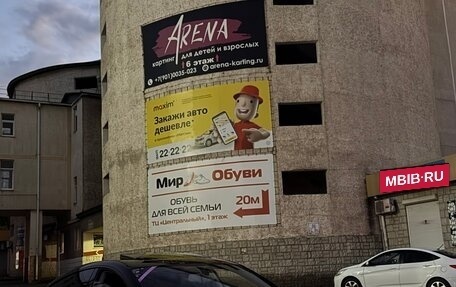 ARENA
картинг для детей и взрослых
6 этаж
+7(901)0035-023 arena-karting.ru
maxim
Закажи авто
дешевле*
22-22-22
Мир Обуви
ОБУВЬ
ДЛЯ ВСЕЙ СЕМЬИ
20м
ТЦ «Центральный», 1 этаж
MBIB.RU